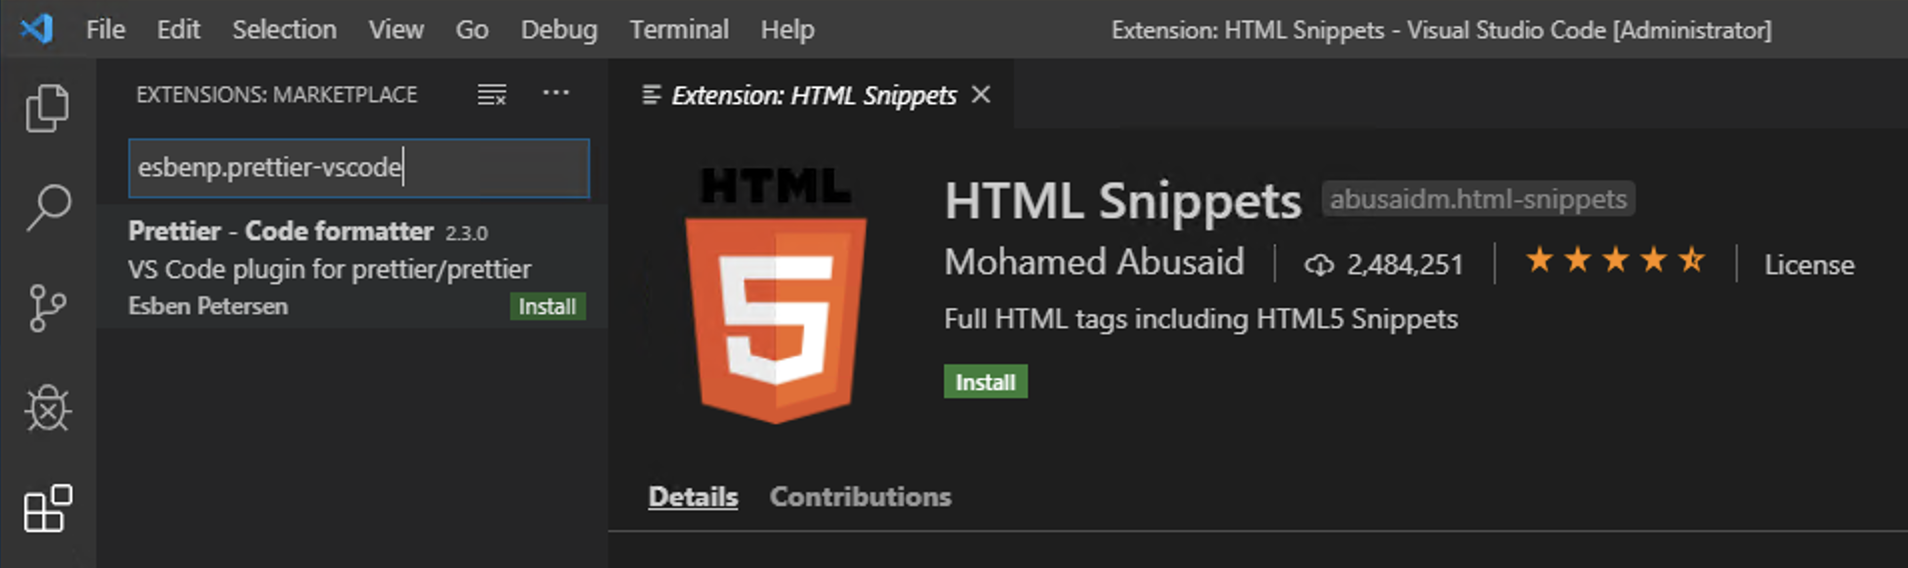 File Edit Selection View Go Debug Terminal Help
Extension: HTML Snippets - Visual Studio Code [Administrator]
EXTENSIONS: MARKETPLACE
esbenp.prettier-vscode
Prettier - Code formatter 2.3.0
VS Code plugin for prettier/prettier
Esben Petersen Install
Extension: HTML Snippets
HTML
5
HTML Snippets abusaidm.html-snippets
Mohamed Abusaid 2,484,251 License
Full HTML tags including HTML5 Snippets
Install
Details Contributions